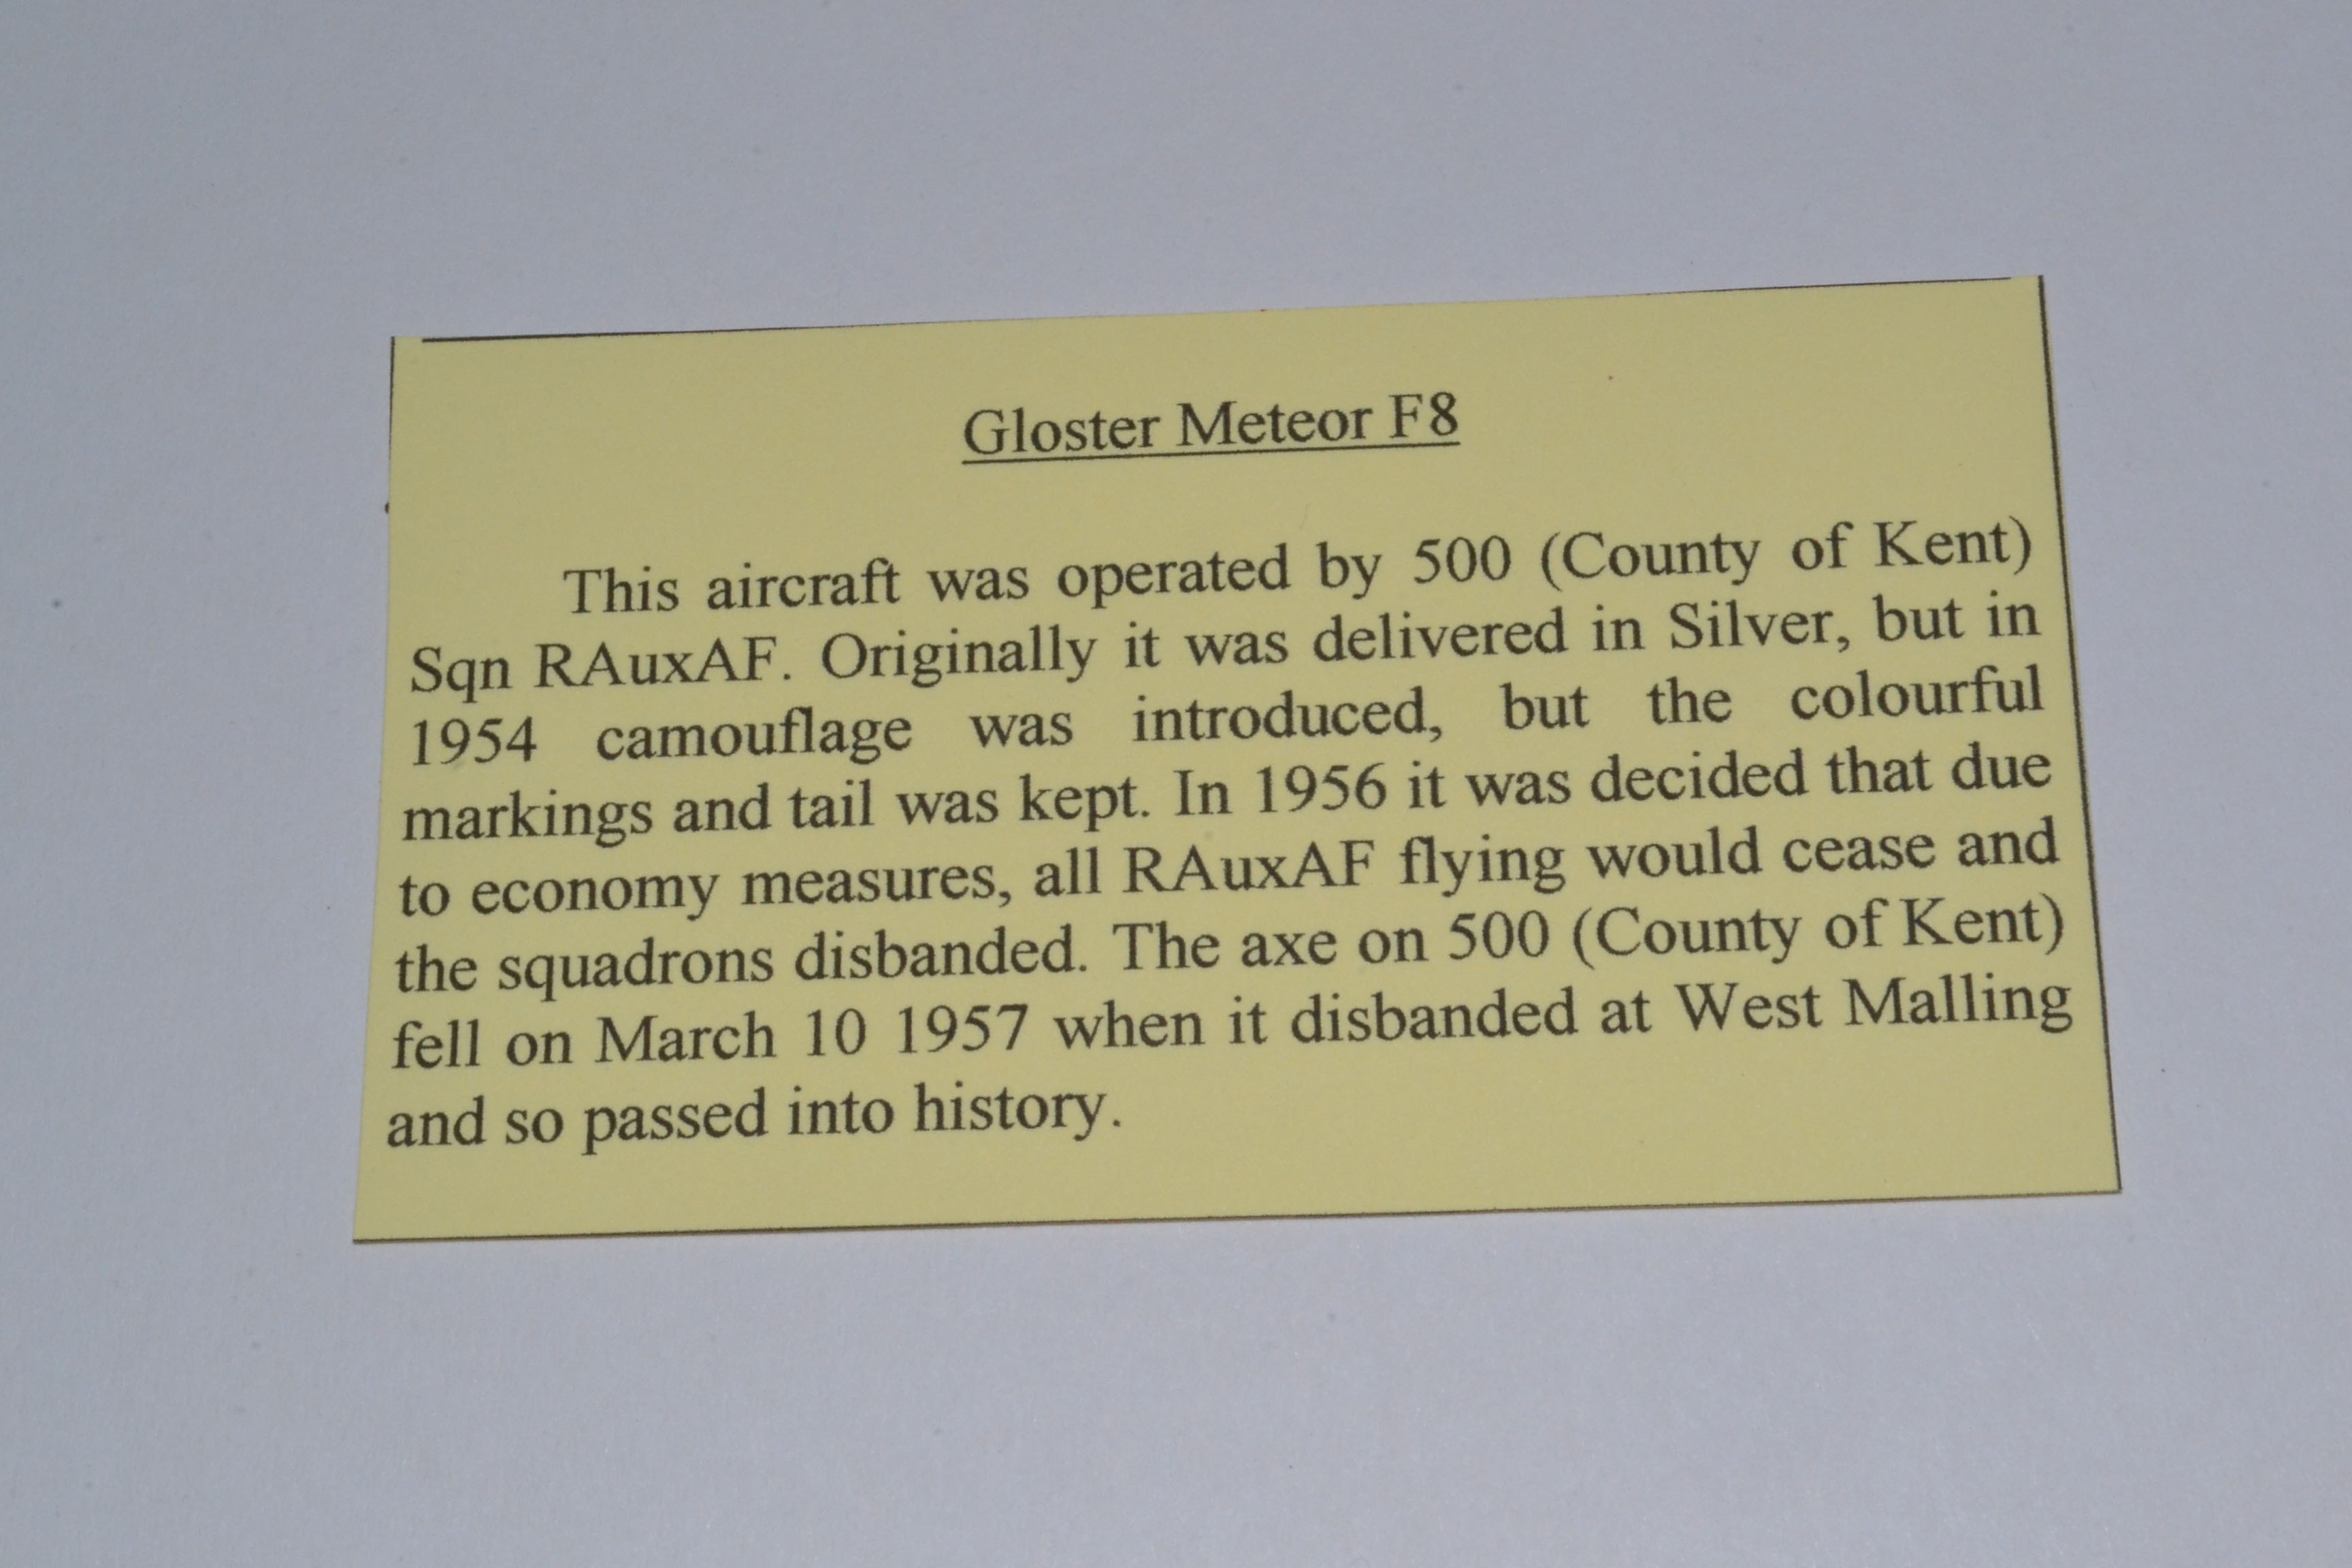 Gloster Meteor F8
This aircraft was operated by 500 (County of Kent)
Sqn RAuxAF. Originally it was delivered in Silver, but in
1954 camouflage was introduced, but the colourful
markings and tail was kept. In 1956 it was decided that due
to economy measures, all RAuxAF flying would cease and
the squadrons disbanded. The axe on 500 (County of Kent)
fell on March 10 1957 when it disbanded at West Malling
and so passed into history.